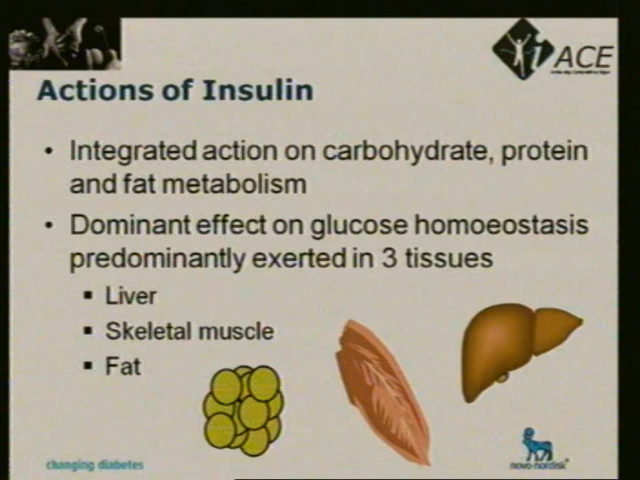 iACE
Actions of Insulin
• Integrated action on carbohydrate, protein
and fat metabolism
• Dominant effect on glucose homoeostasis
predominantly exerted in 3 tissues
▪ Liver
▪ Skeletal muscle
▪ Fat
changing diabetes
novo nordisk®